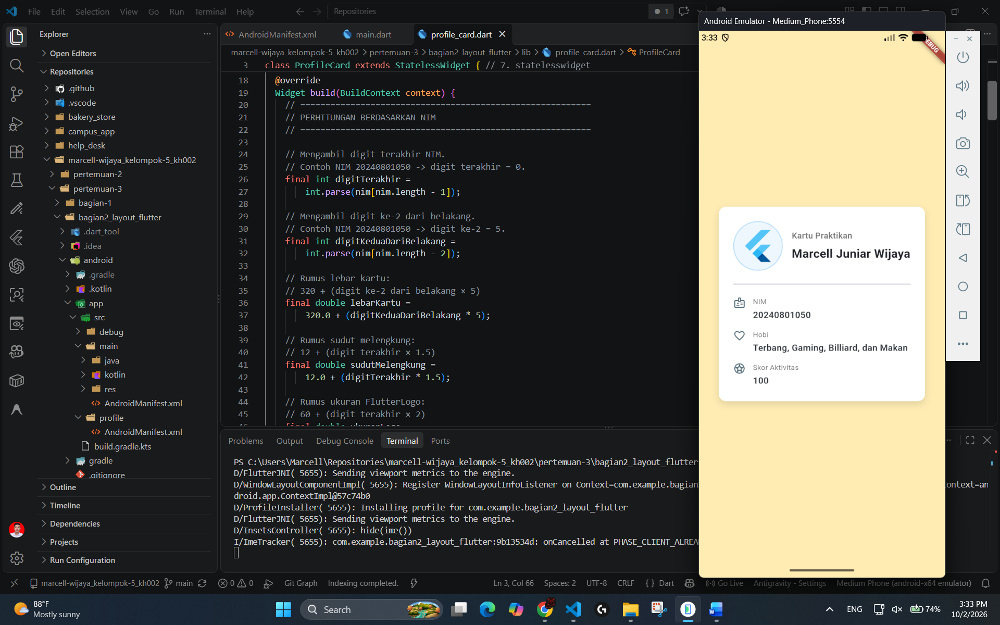 File Edit Selection View Go Run Terminal Help
Repositories
1
Explorer
Open Editors
Repositories
.github
.vscode
bakery_store
campus_app
help_desk
marcell-wijaya_kelompok-5_kh002
pertemuan-2
pertemuan-3
bagian-1
bagian2_layout_flutter
.dart_tool
.idea
android
.gradle
.kotlin
app
src
debug
main
java
kotlin
res
AndroidManifest.xml
profile
AndroidManifest.xml
build.gradle.kts
gradle
.gitignore
Outline
Timeline
Dependencies
Projects
Run Configuration
AndroidManifest.xml main.dart profile_card.dart
marcell-wijaya_kelompok-5_kh002 > pertemuan-3 > bagian2_layout_flutter > lib > profile_card.dart > ProfileCard
3 class ProfileCard extends StatelessWidget { // 7. statelesswidget
18 @override
19 Widget build(BuildContext context) {
20 // ==========================================================
21 // PERHITUNGAN BERDASARKAN NIM
22 // ==========================================================
23
24 // Mengambil digit terakhir NIM.
25 // Contoh NIM 20240801050 -> digit terakhir = 0.
26 final int digitTerakhir =
27 int.parse(nim[nim.length - 1]);
28
29 // Mengambil digit ke-2 dari belakang.
30 // Contoh NIM 20240801050 -> digit ke-2 = 5.
31 final int digitKeduaDariBelakang =
32 int.parse(nim[nim.length - 2]);
33
34 // Rumus lebar kartu:
35 // 320 + (digit ke-2 dari belakang × 5)
36 final double lebarKartu =
37 320.0 + (digitKeduaDariBelakang * 5);
38
39 // Rumus sudut melengkung:
40 // 12 + (digit terakhir × 1.5)
41 final double sudutMelengkung =
42 12.0 + (digitTerakhir * 1.5);
43
44 // Rumus ukuran FlutterLogo:
45 // 60 + (digit terakhir × 2)
Problems Output Debug Console Terminal Ports
PS C:\Users\Marcell\Repositories\marcell-wijaya_kelompok-5_kh002\pertemuan-3\bagian2_layout_flutter
D/FlutterJNI( 5655): Sending viewport metrics to the engine.
D/WindowLayoutComponentImpl( 5655): Register WindowLayoutInfoListener on Context=com.example.bagian
ontext=an
droid.app.ContextImpl@57c74b0
D/ProfileInstaller( 5655): Installing profile for com.example.bagian2_layout_flutter
D/FlutterJNI( 5655): Sending viewport metrics to the engine.
D/InsetsController( 5655): hide(ime())
I/ImeTracker( 5655): com.example.bagian2_layout_flutter:9b13534d: onCancelled at PHASE_CLIENT_ALREA
Android Emulator - Medium_Phone:5554
3:33
Kartu Praktikan
Marcell Juniar Wijaya
NIM
20240801050
Hobi
Terbang, Gaming, Billiard, dan Makan
Skor Aktivitas
100
marcell-wijaya_kelompok-5_kh002 main 0 0 Git Graph Indexing completed. Ln 3, Col 66 Spaces: 2 UTF-8 CRLF {} Dart Go Live Antigravity - Settings Medium Phone (android-x64 emulator)
88°F
Mostly sunny
Search
ENG
74%
3:33 PM
10/2/2026